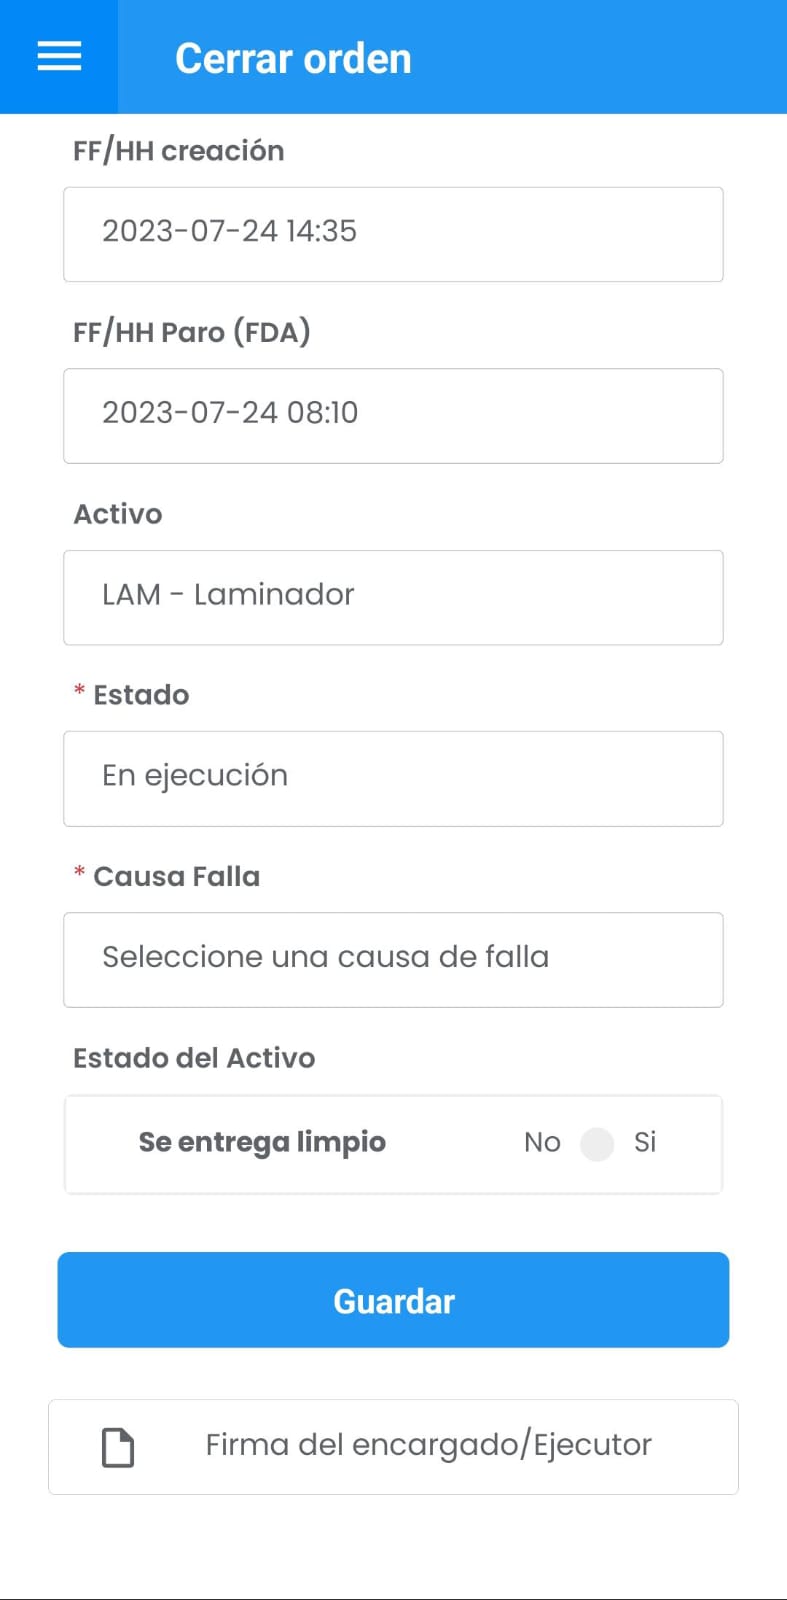 Cerrar orden
FF/HH creación
2023-07-24 14:35
FF/HH Paro (FDA)
2023-07-24 08:10
Activo
LAM - Laminador
* Estado
En ejecución
* Causa Falla
Seleccione una causa de falla
Estado del Activo
Se entrega limpio No Si
Guardar
Firma del encargado/Ejecutor